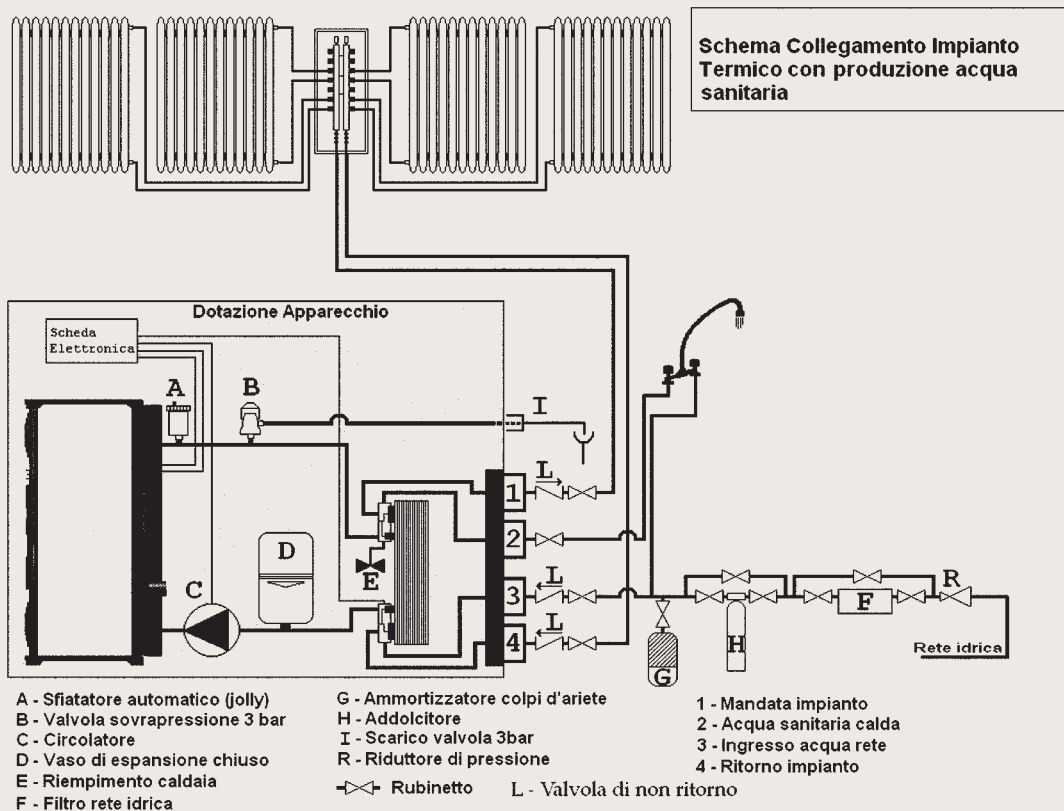 Schema Collegamento Impianto
Termico con produzione acqua
sanitaria
Dotazione Apparecchio
Scheda
Elettronica
A
B
I
L
1
2
D
E
C
L
3
R
F
L
4
H
G
Rete idrica
A - Sfiatatore automatico (jolly)
B - Valvola sovrapressione 3 bar
C - Circolatore
D - Vaso di espansione chiuso
E - Riempimento caldaia
F - Filtro rete idrica
G - Ammortizzatore colpi d'ariete
H - Addolcitore
I - Scarico valvola 3bar
R - Riduttore di pressione
Rubinetto
L - Valvola di non ritorno
1 - Mandata impianto
2 - Acqua sanitaria calda
3 - Ingresso acqua rete
4 - Ritorno impianto